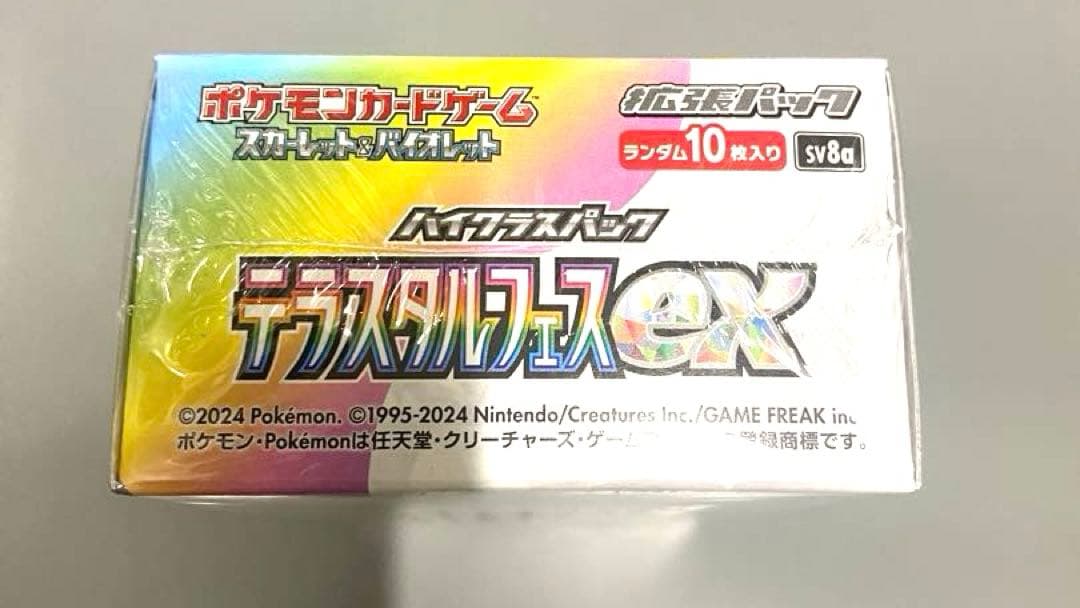 ポケモンカードゲーム™
スカーレット&バイオレット
拡張パック
ランダム10枚入り
SV8a
ハイクラスパック
テラスタルフェスex
©2024 Pokémon. ©1995-2024 Nintendo/Creatures Inc./GAME FREAK inc
ポケモン・Pokémonは任天堂・クリーチャーズ・ゲーム 登録商標です。